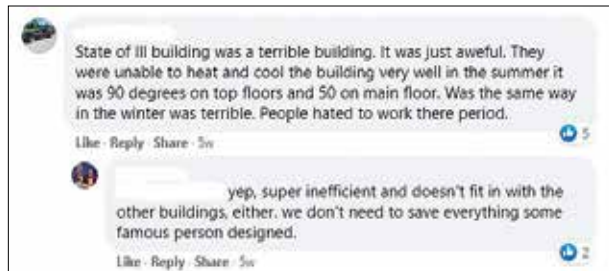 State of Ill building was a terrible building. It was just aweful. They
were unable to heat and cool the building very well in the summer it
was 90 degrees on top floors and 50 on main floor. Was the same way
in the winter was terrible. People hated to work there period.
Like · Reply · Share · 5w
5
yep, super inefficient and doesn't fit in with the
other buildings, either. we don't need to save everything some
famous person designed.
Like · Reply · Share · 5w
2